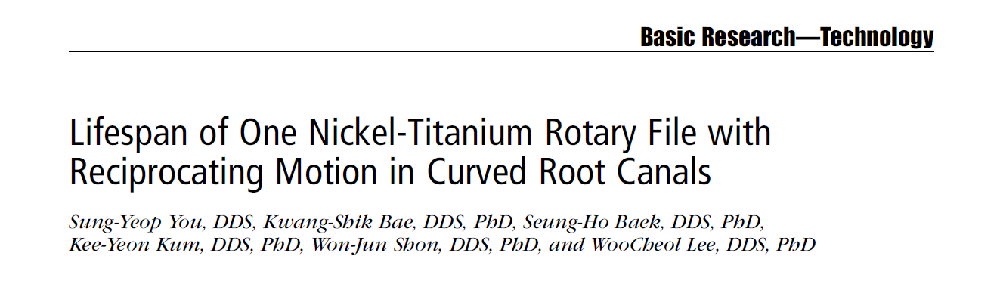 Basic Research—Technology
Lifespan of One Nickel-Titanium Rotary File with
Reciprocating Motion in Curved Root Canals
Sung-Yeop You, DDS, Kwang-Shik Bae, DDS, PhD, Seung-Ho Baek, DDS, PhD,
Kee-Yeon Kum, DDS, PhD, Won-Jun Shon, DDS, PhD, and WooCheol Lee, DDS, PhD